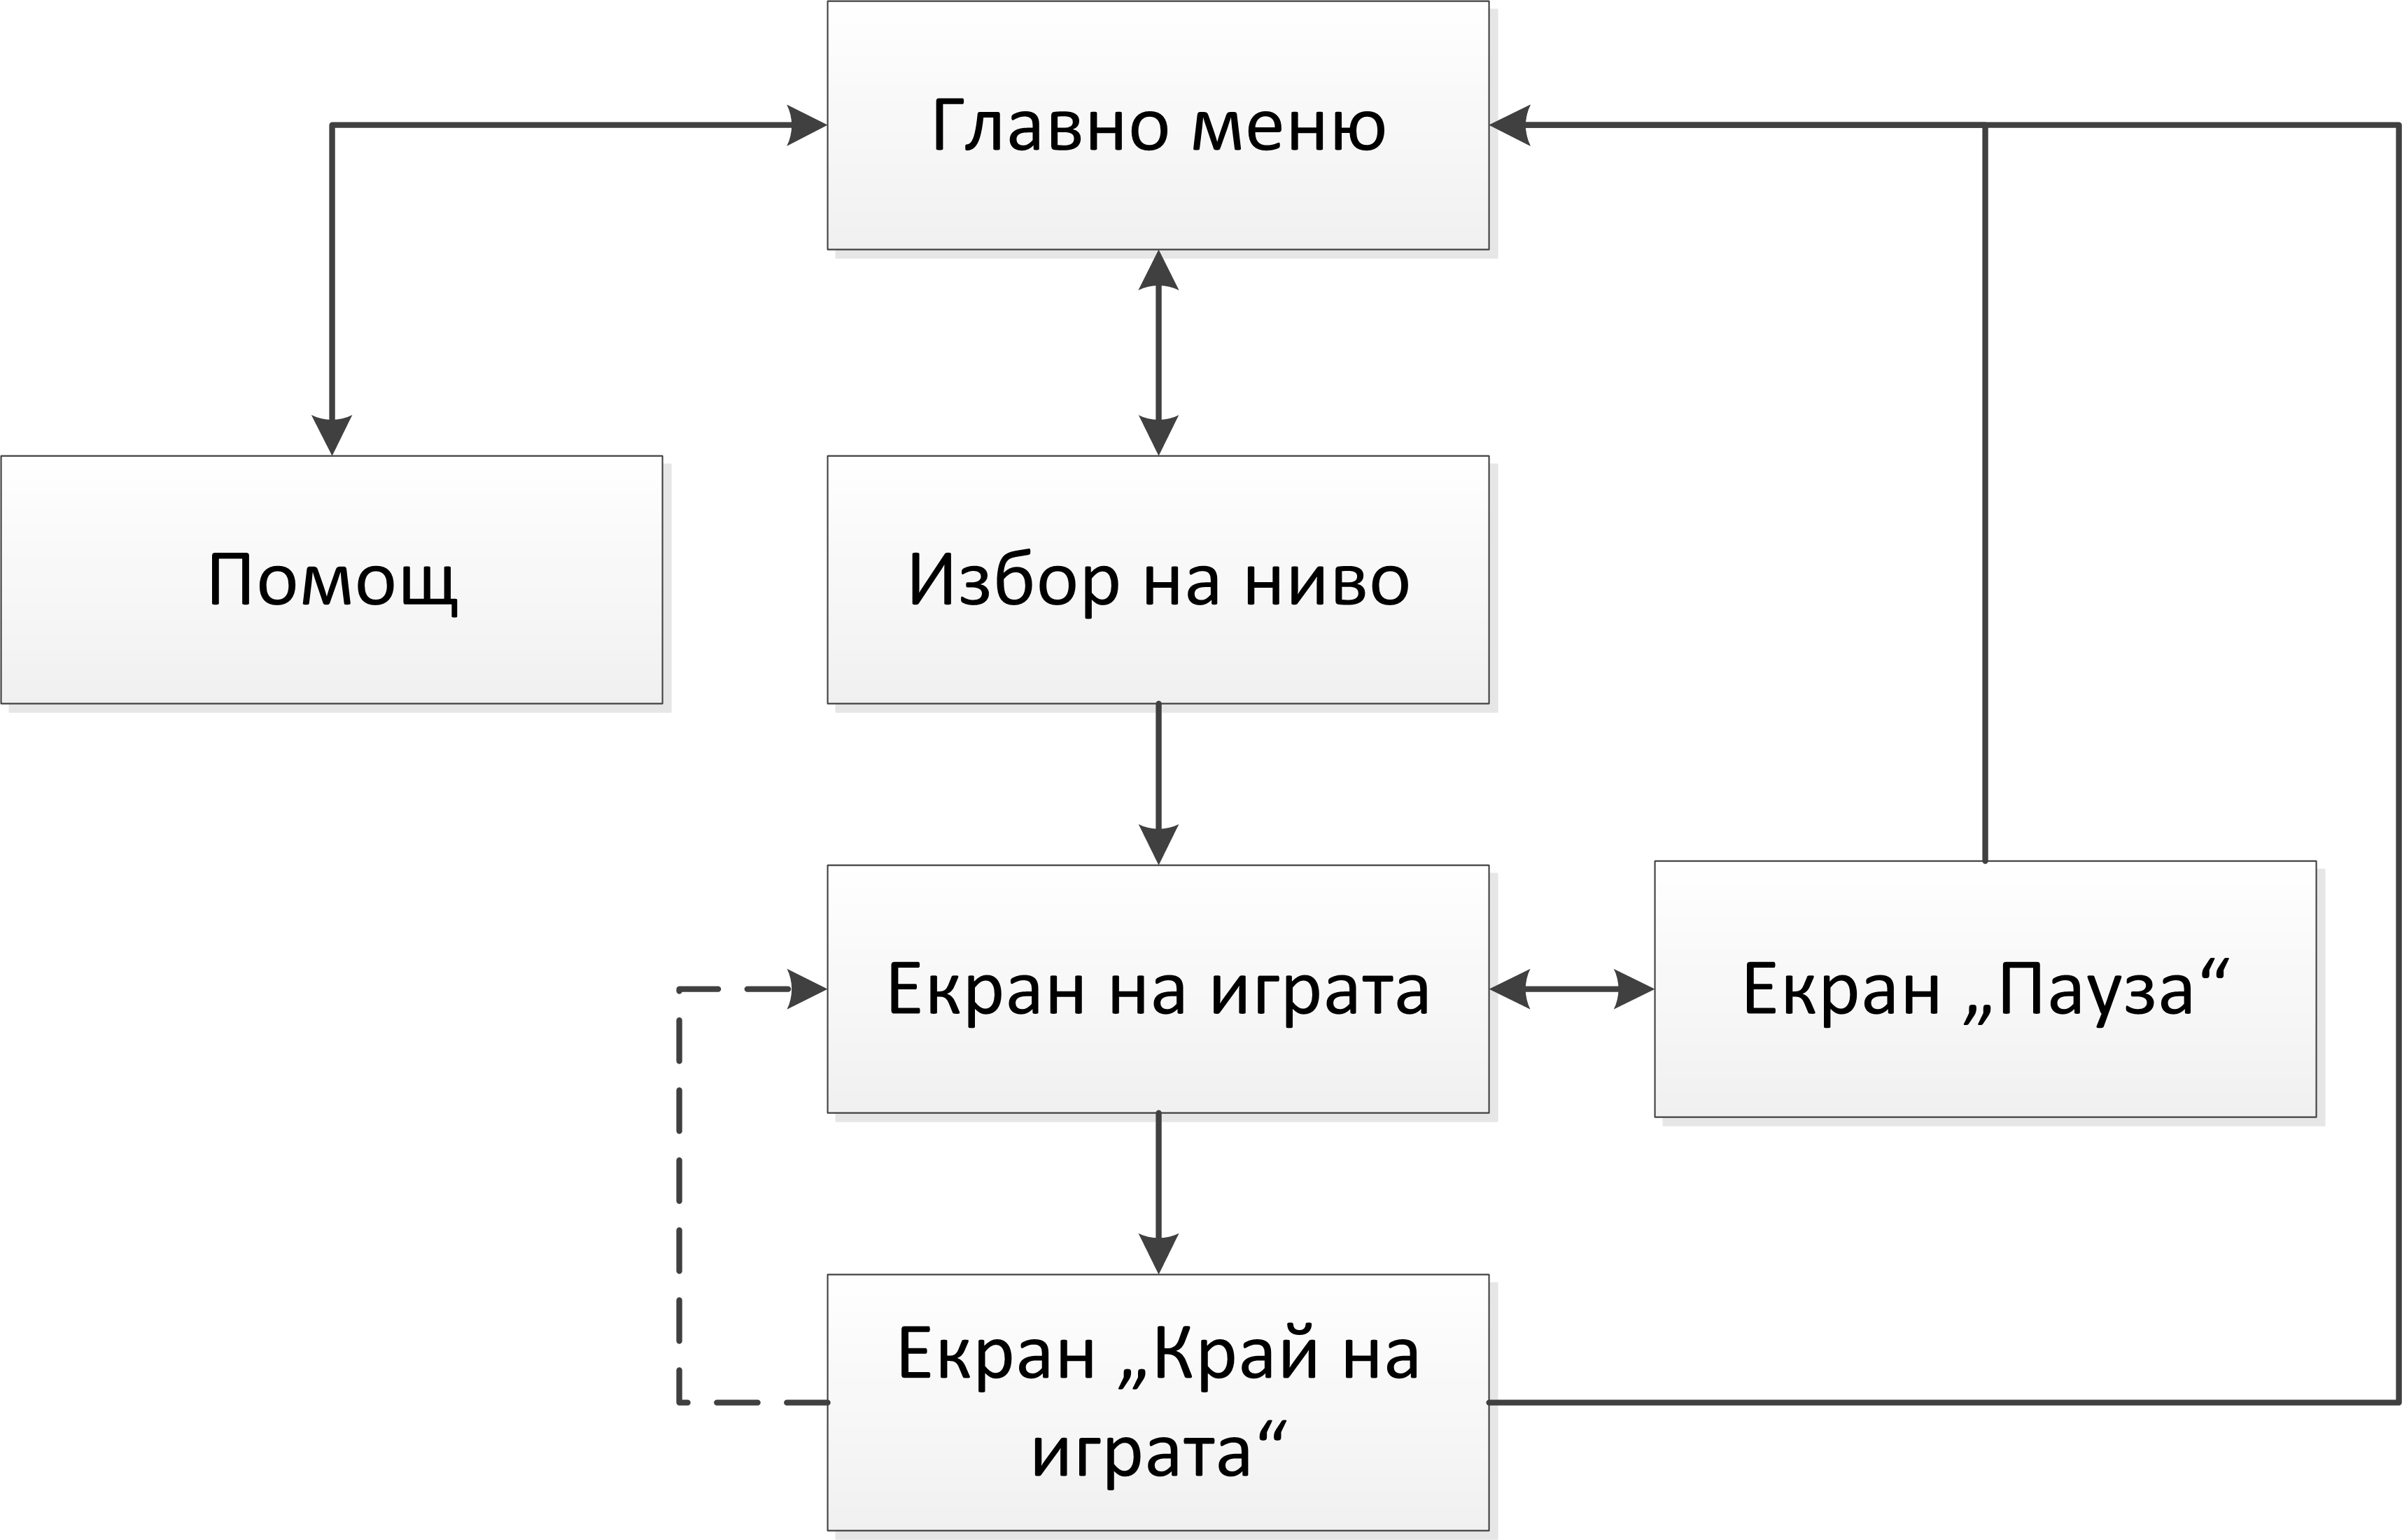 Главно меню
Помощ
Избор на ниво
Екран на играта
Екран „Пауза“
Екран „Край на
играта“